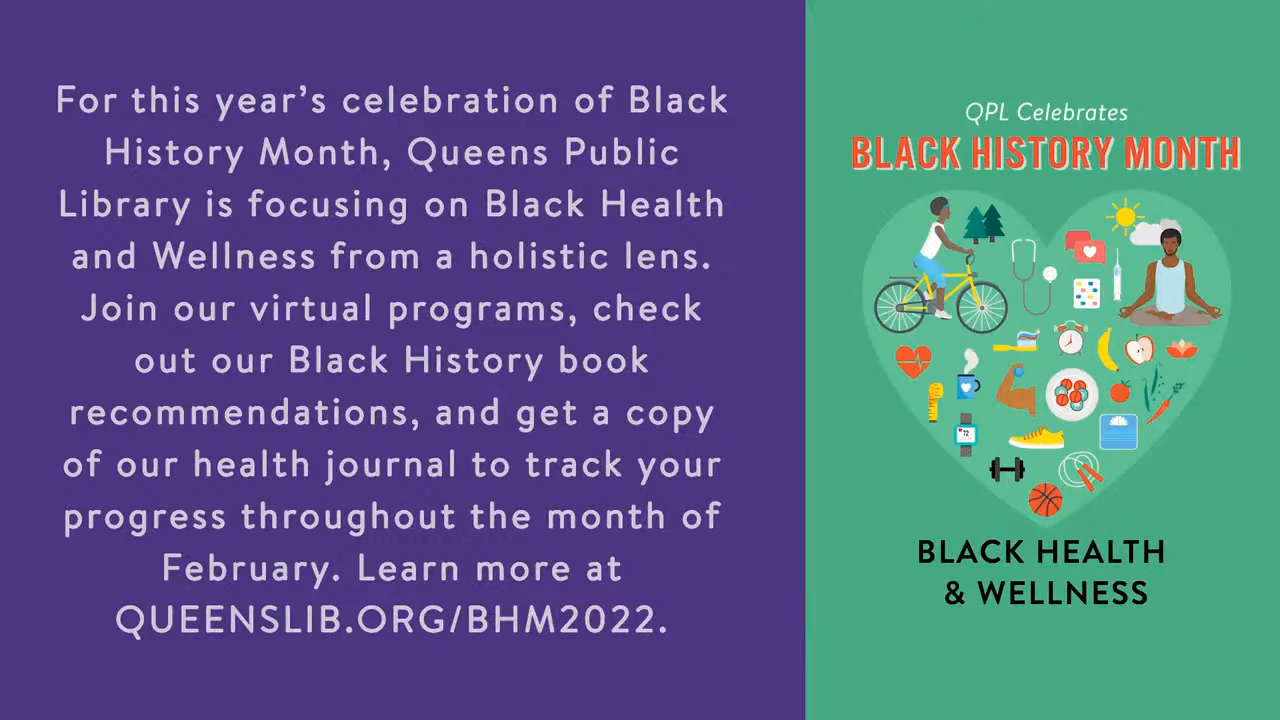 For this year’s celebration of Black
History Month, Queens Public
Library is focusing on Black Health
and Wellness from a holistic lens.
Join our virtual programs, check
out our Black History book
recommendations, and get a copy
of our health journal to track your
progress throughout the month of
February. Learn more at
QUEENSLIB.ORG/BHM2022.
QPL Celebrates
BLACK HISTORY MONTH
72
BLACK HEALTH
& WELLNESS